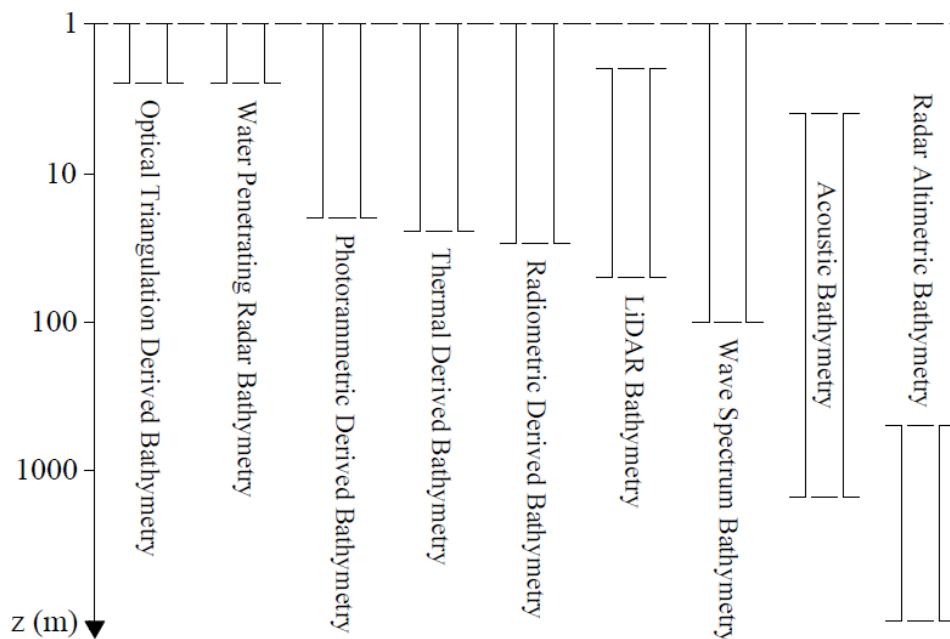 1
10
100
1000
z (m)
Optical Triangulation Derived Bathymetry
Water Penetrating Radar Bathymetry
Photorammetric Derived Bathymetry
Thermal Derived Bathymetry
Radiometric Derived Bathymetry
LiDAR Bathymetry
Wave Spectrum Bathymetry
Acoustic Bathymetry
Radar Altimetric Bathymetry